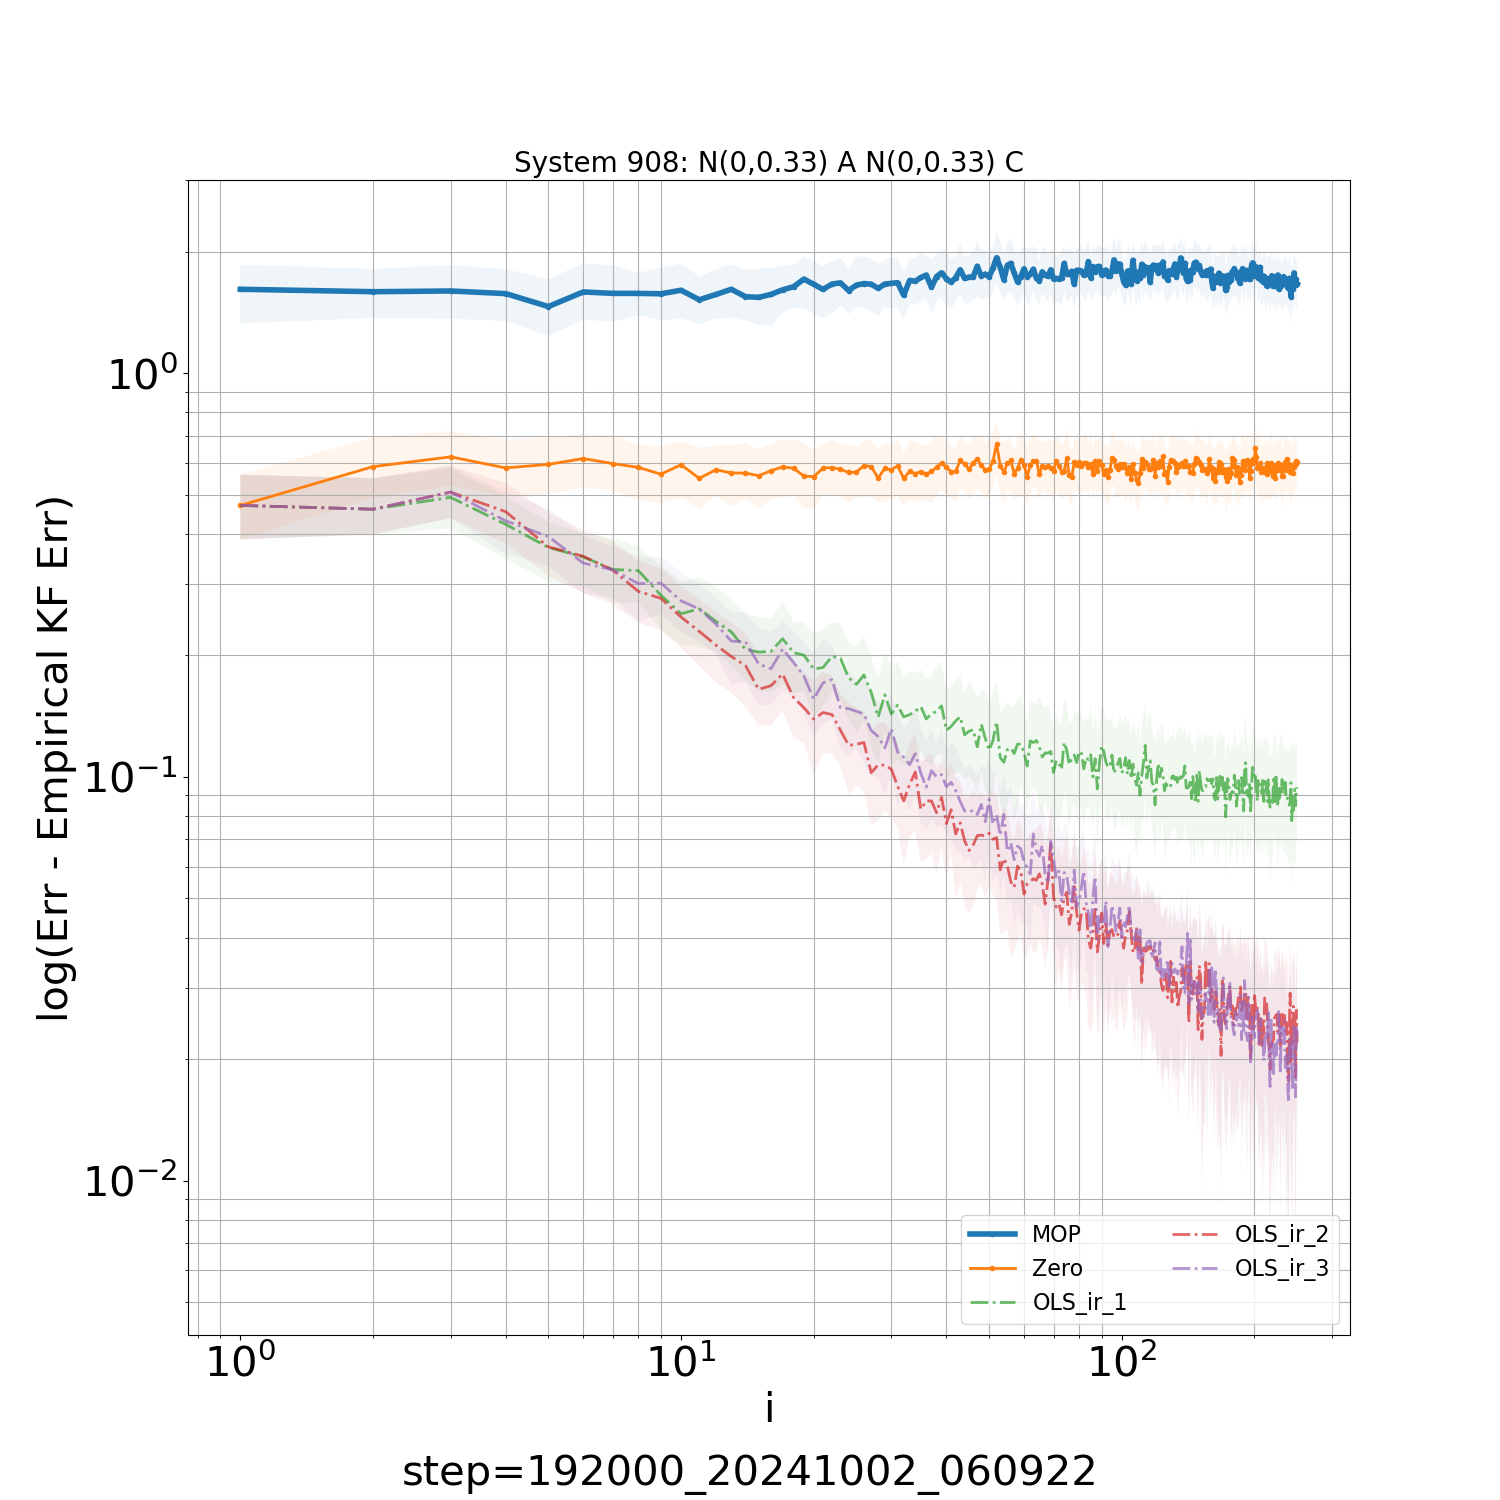 System 908: N(0,0.33) A N(0,0.33) C
log(Err - Empirical KF Err)
10⁰
10⁻¹
10⁻²
MOP
Zero
OLS_ir_1
OLS_ir_2
OLS_ir_3
10⁰ 10¹ 10²
i
step=192000_20241002_060922